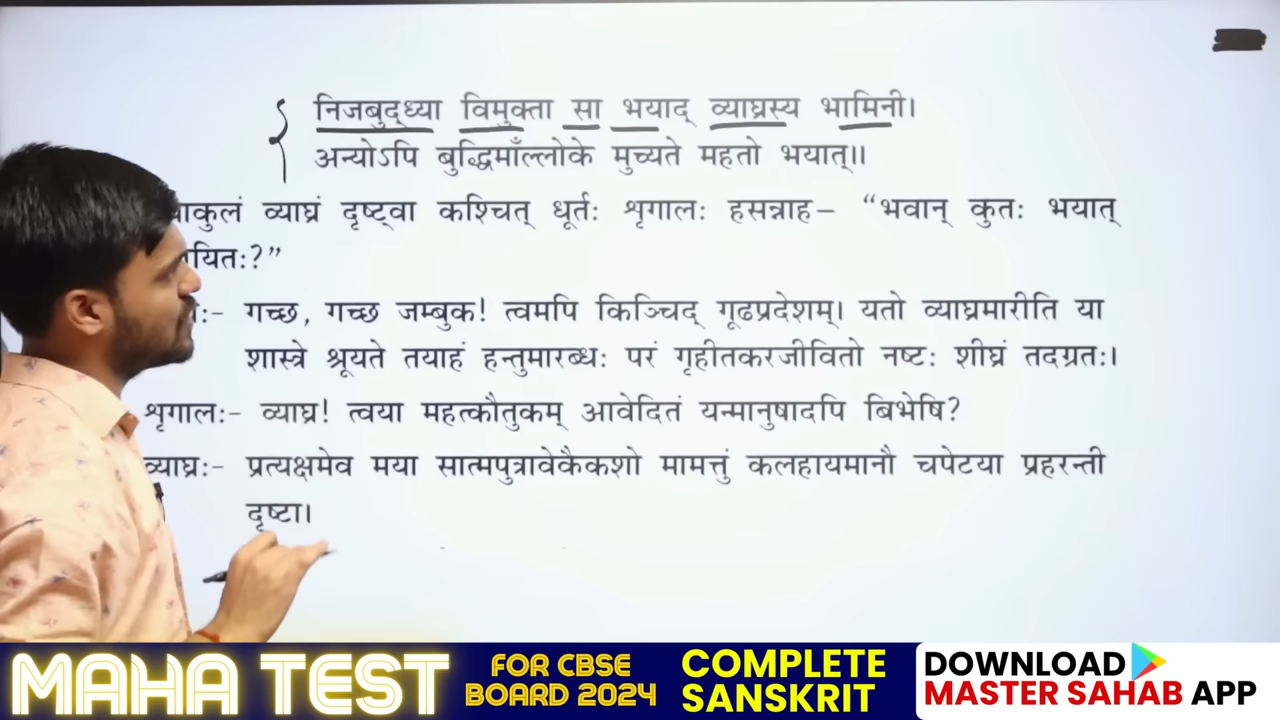 निजबुद्ध्या विमुक्ता सा भयाद् व्याघ्रस्य भामिनी।
अन्योऽपि बुद्धिमाँल्लोके मुच्यते महतो भयात्॥
व्याघ्रं दृष्ट्वा कश्चित् धूर्तः शृगालः हसन्नाह– “भवान् कुतः भयात्
गच्छ, गच्छ जम्बुक! त्वमपि किञ्चिद् गूढप्रदेशम्। यतो व्याघ्रमारीति या
शास्त्रे श्रूयते तयाहं हन्तुमारब्धः परं गृहीतकरजीवितो नष्टः शीघ्रं तदग्रतः।
शृगालः- व्याघ्र! त्वया महत्कौतुकम् आवेदितं यन्मानुषादपि बिभेषि?
व्याघ्रः- प्रत्यक्षमेव मया सात्मपुत्रावेकैकशो मामत्तुं कलहायमानौ चपेटया प्रहरन्ती
दृष्टा।
MAHA TEST FOR CBSE BOARD 2024 COMPLETE SANSKRIT DOWNLOAD MASTER SAHAB APP